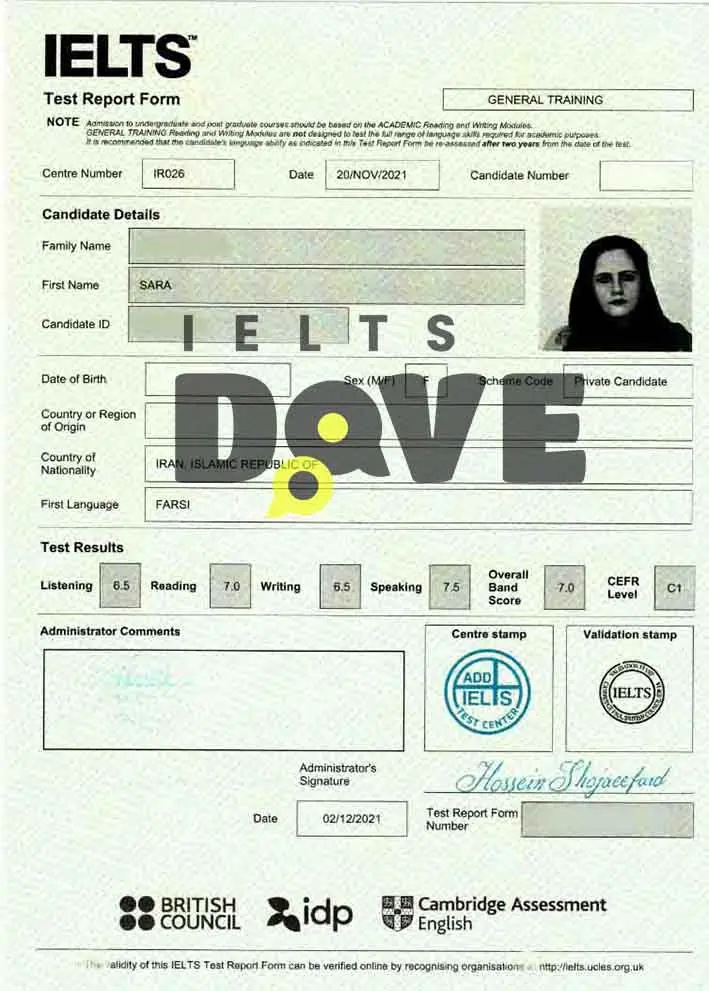 IELTS™
Test Report Form
GENERAL TRAINING
NOTE Admission to undergraduate and post graduate courses should be based on the ACADEMIC Reading and Writing Modules.
GENERAL TRAINING Reading and Writing Modules are not designed to test the full range of language skills required for academic purposes.
It is recommended that the candidate's language ability as indicated in this Test Report Form be re-assessed after two years from the date of the test.
Centre Number IR026 Date 20/NOV/2021 Candidate Number
Candidate Details
Family Name
First Name SARA
Candidate ID
IELTS
Date of Birth Sex (M/F) F Scheme Code Private Candidate
DOVE
Country or Region
of Origin
Country of
Nationality
IRAN, ISLAMIC REPUBLIC OF
First Language FARSI
Test Results
Listening 6.5 Reading 7.0 Writing 6.5 Speaking 7.5 Overall Band Score 7.0 CEFR Level C1
Administrator Comments
Centre stamp
Validation stamp
ADD
IELTS
TEST CENTER
IELTS
Administrator's
Signature
Hossein Shojaeefard
Date 02/12/2021
Test Report Form
Number
BRITISH
COUNCIL
idp
Cambridge Assessment
English
The validity of this IELTS Test Report Form can be verified online by recognising organisations at http://ielts.ucles.org.uk